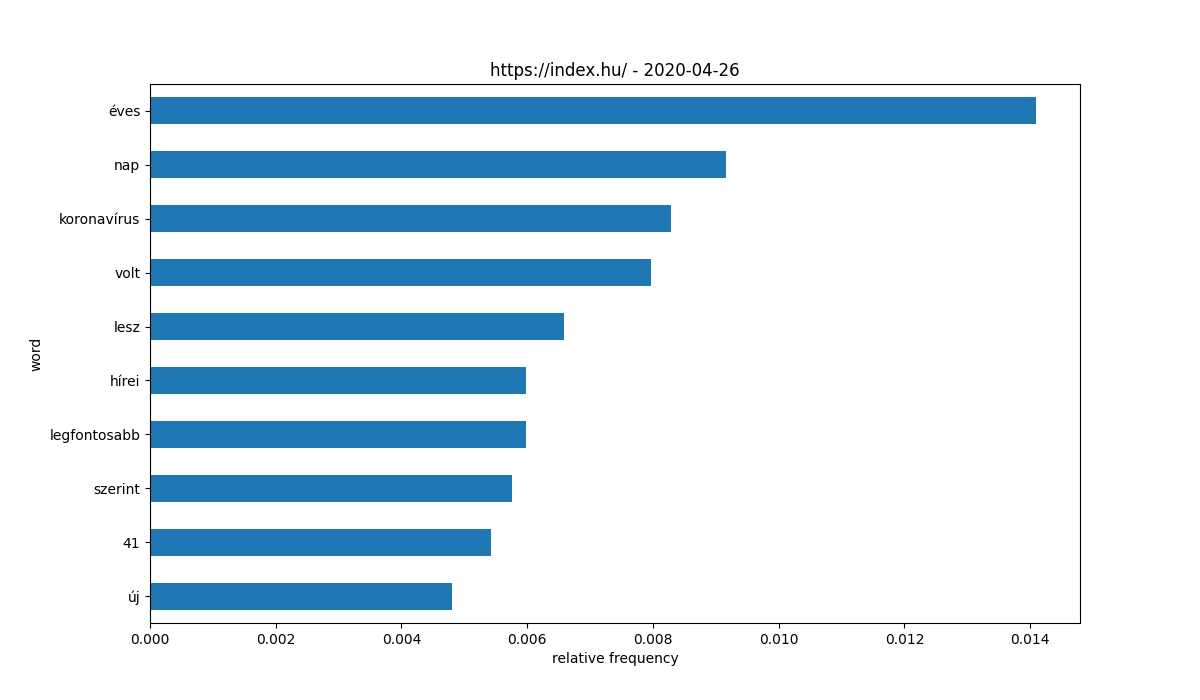 https://index.hu/ - 2020-04-26
éves
nap
koronavírus
volt
lesz
hírei
legfontosabb
szerint
41
új
word
0.000 0.002 0.004 0.006 0.008 0.010 0.012 0.014
relative frequency